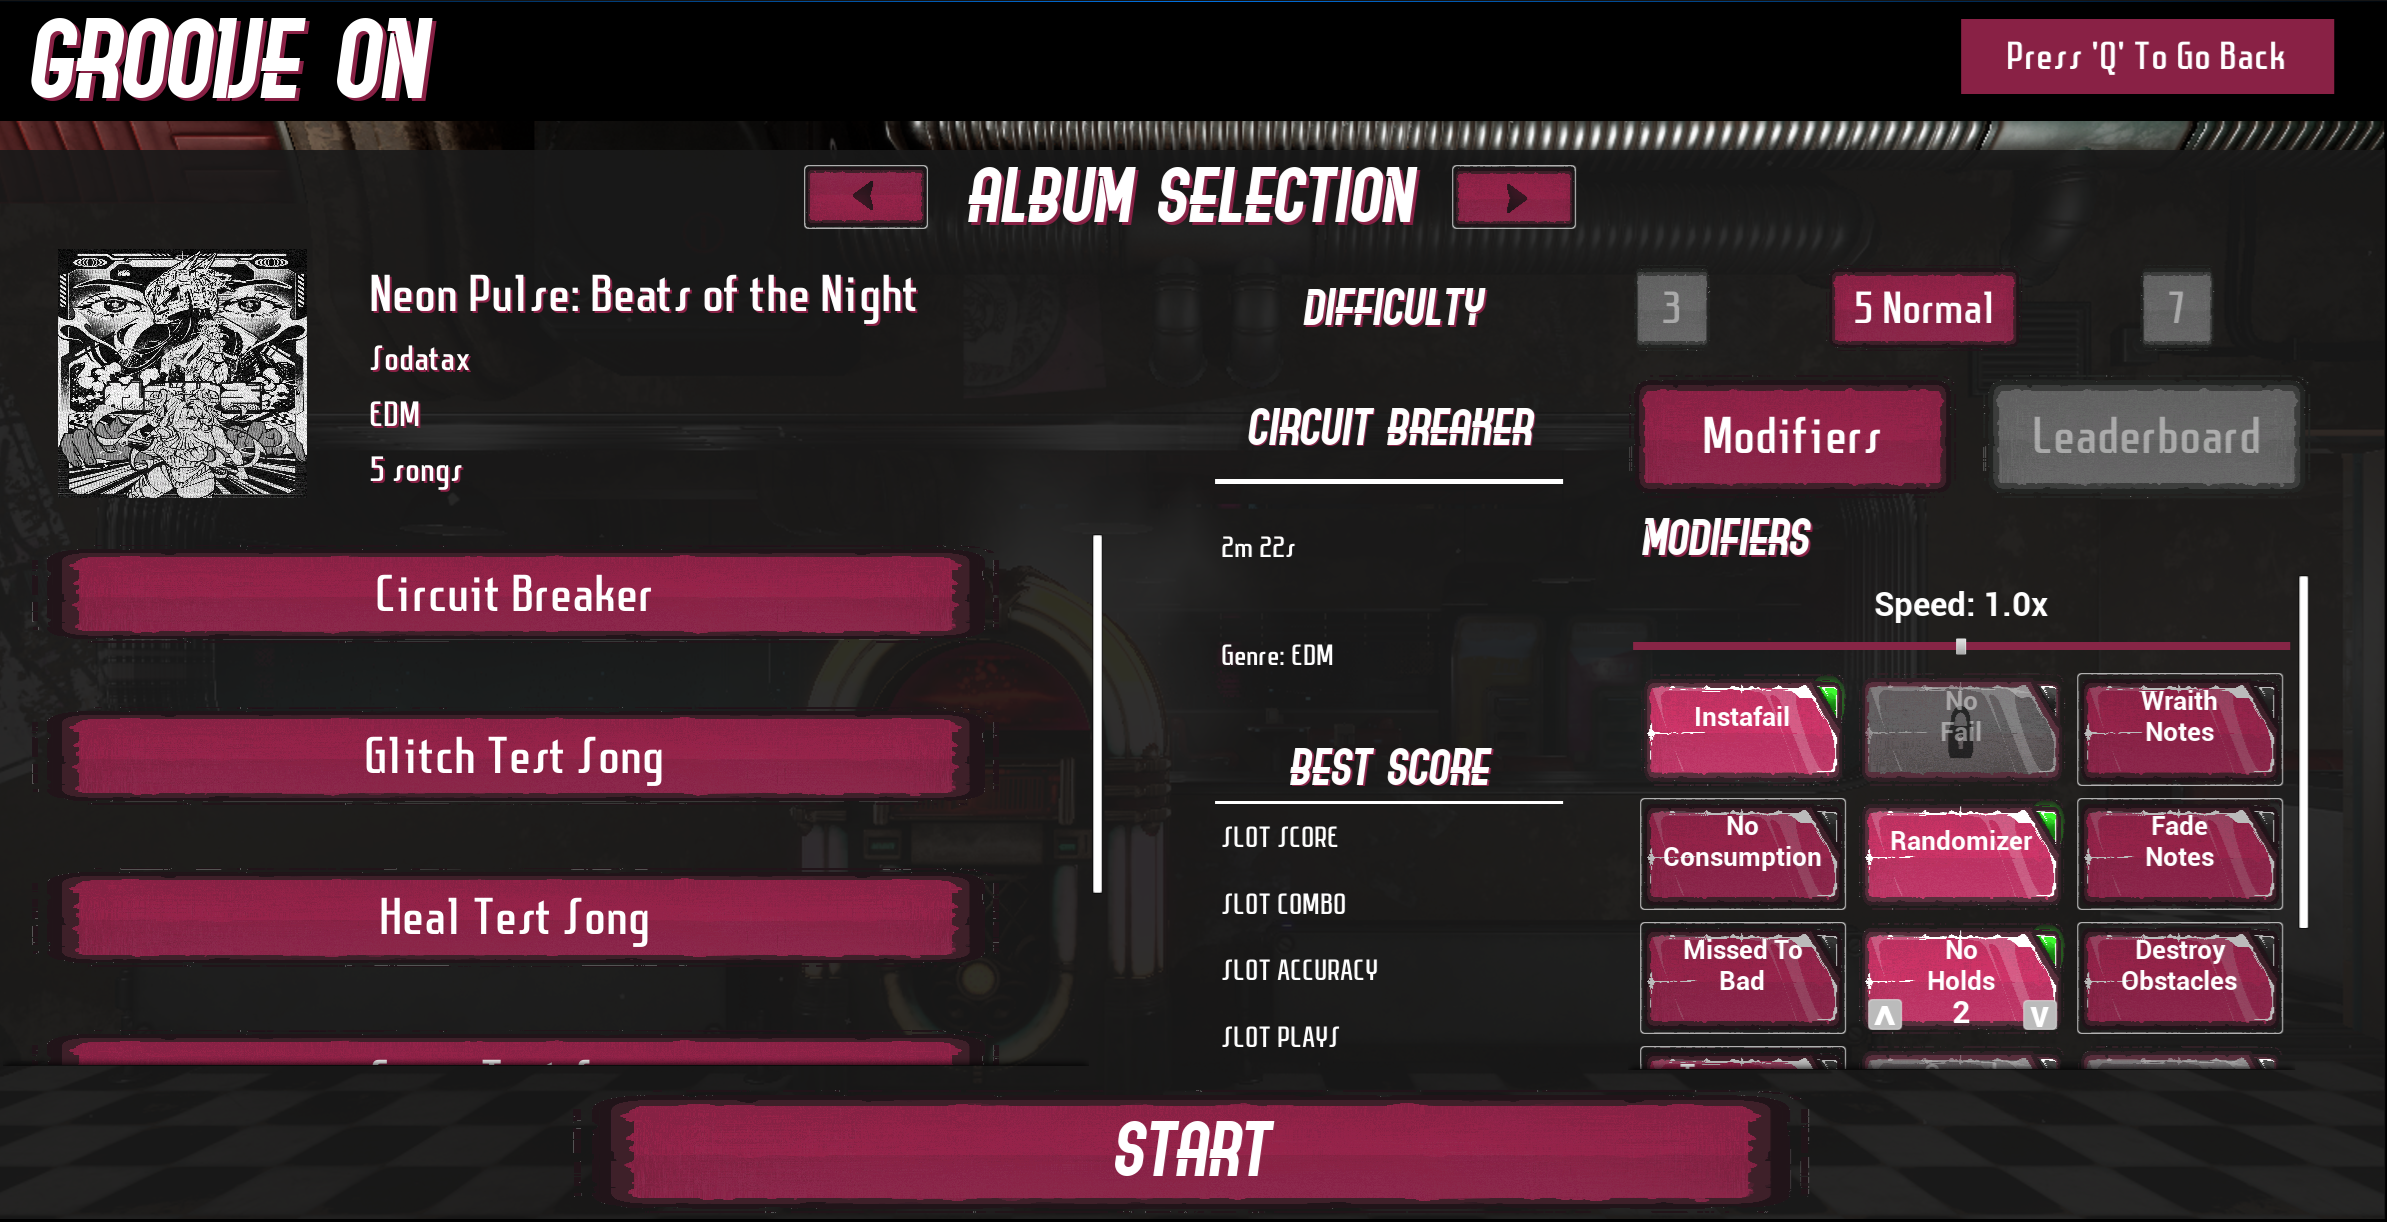 GROOVE ON
Press 'Q' To Go Back
ALBUM SELECTION
Neon Pulse: Beats of the Night
Sodatax
EDM
5 songs
Circuit Breaker
Glitch Test Song
Heal Test Song
DIFFICULTY
3
5 Normal
7
CIRCUIT BREAKER
2m 22s
Genre: EDM
BEST SCORE
SLOT SCORE
SLOT COMBO
SLOT ACCURACY
SLOT PLAYS
Modifiers
Leaderboard
MODIFIERS
Speed: 1.0x
Instafail
No
Fail
Wraith
Notes
No
Consumption
Randomizer
Fade
Notes
Missed To
Bad
No
Holds
2
Destroy
Obstacles
START